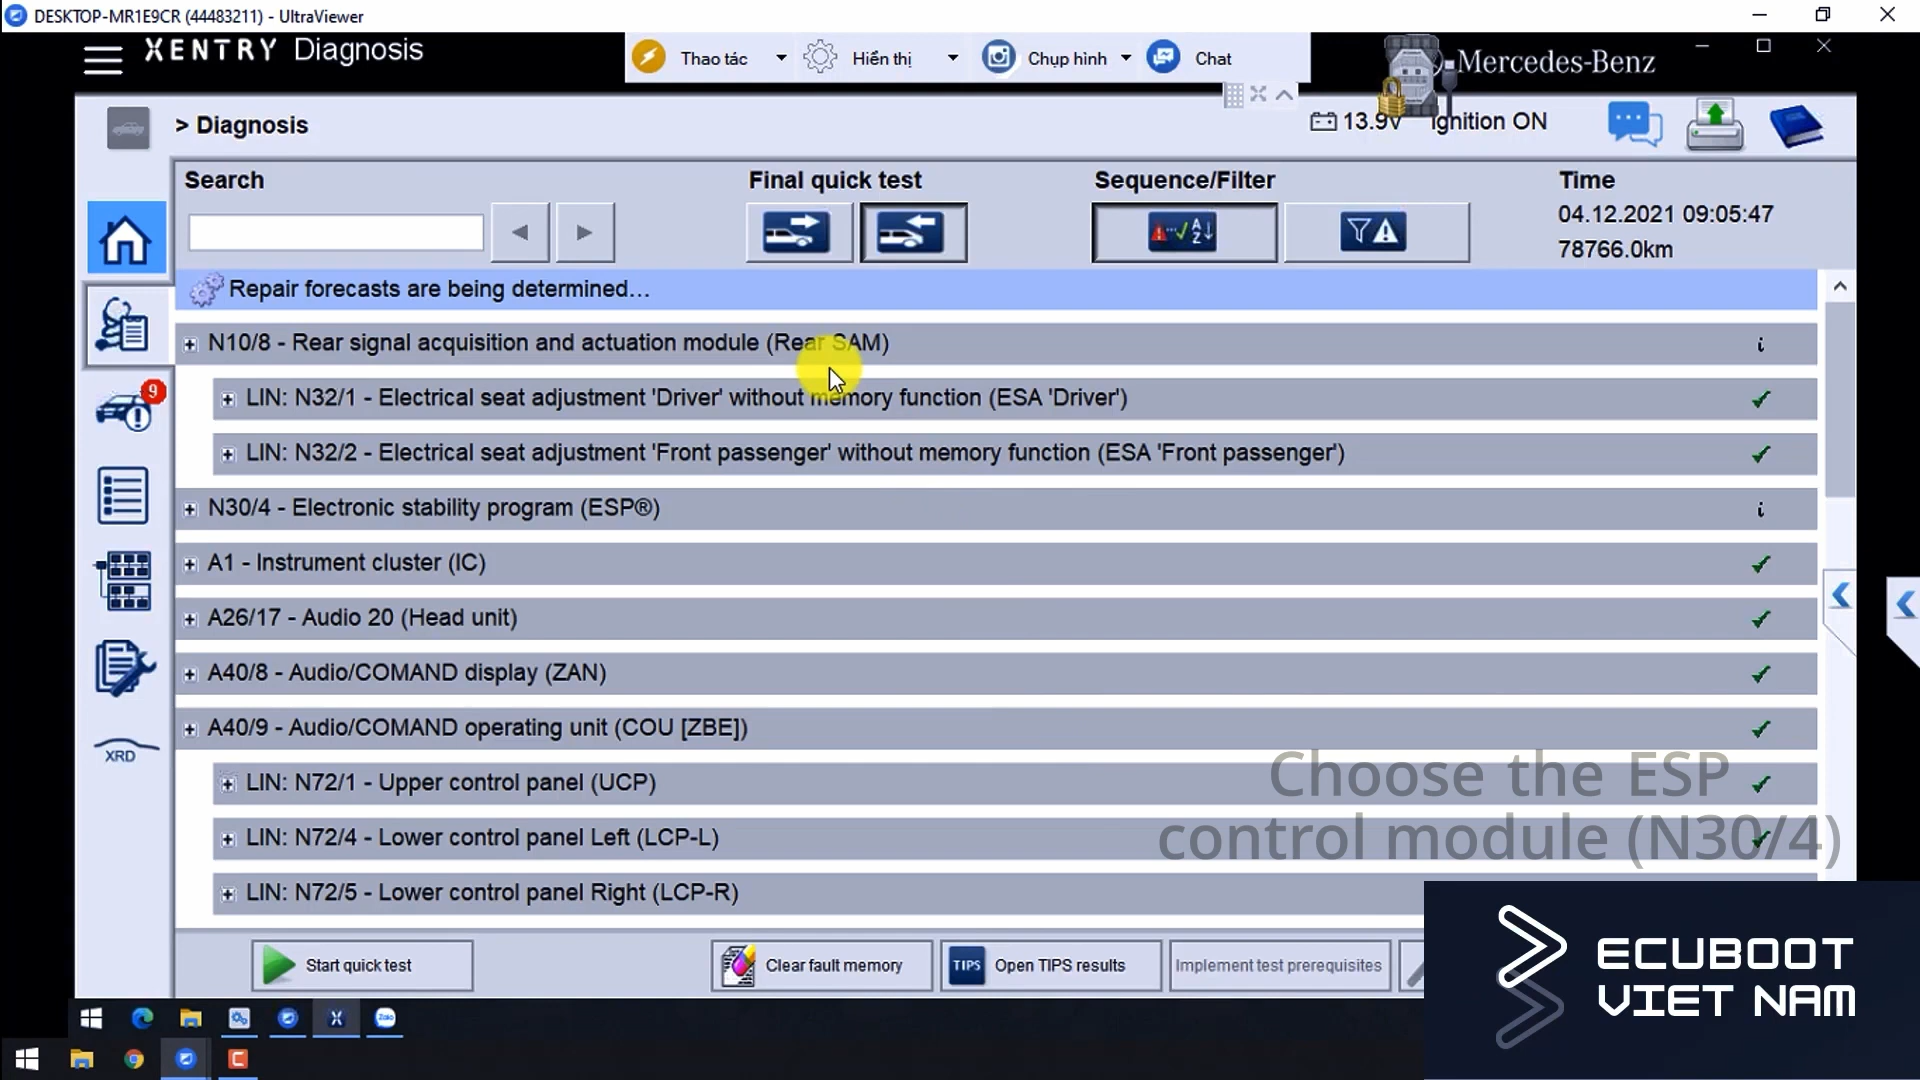 DESKTOP-MR1E9CR (44483211) - UltraViewer
XENTRY Diagnosis
Thao tác
Hiển thị
Chụp hình
Chat
Mercedes-Benz
> Diagnosis
13.9V
Ignition ON
Search
Final quick test
Sequence/Filter
Time
04.12.2021 09:05:47
78766.0km
Repair forecasts are being determined...
N10/8 - Rear signal acquisition and actuation module (Rear SAM)
i
9
LIN: N32/1 - Electrical seat adjustment 'Driver' without memory function (ESA 'Driver')
LIN: N32/2 - Electrical seat adjustment 'Front passenger' without memory function (ESA 'Front passenger')
N30/4 - Electronic stability program (ESP®)
i
A1 - Instrument cluster (IC)
A26/17 - Audio 20 (Head unit)
A40/8 - Audio/COMAND display (ZAN)
A40/9 - Audio/COMAND operating unit (COU [ZBE])
XRD
LIN: N72/1 - Upper control panel (UCP)
LIN: N72/4 - Lower control panel Left (LCP-L)
LIN: N72/5 - Lower control panel Right (LCP-R)
Choose the ESP
control module (N30/4)
Start quick test
Clear fault memory
TIPS
Open TIPS results
Implement test prerequisites
ECUBOOT
VIET NAM
Zalo